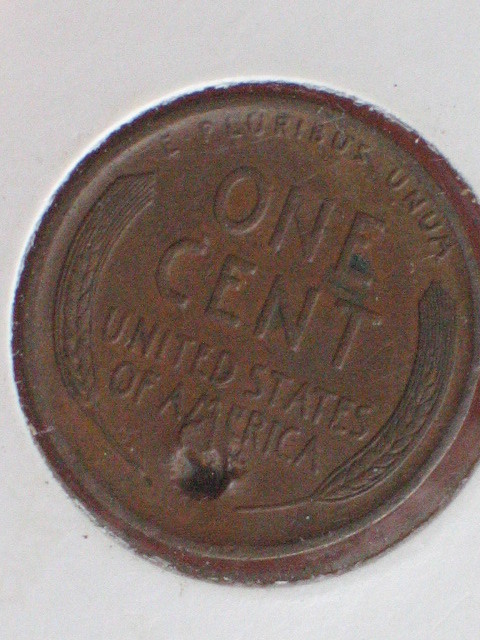 E PLURIBUS UNUM
ONE
CENT
UNITED STATES
OF AMERICA